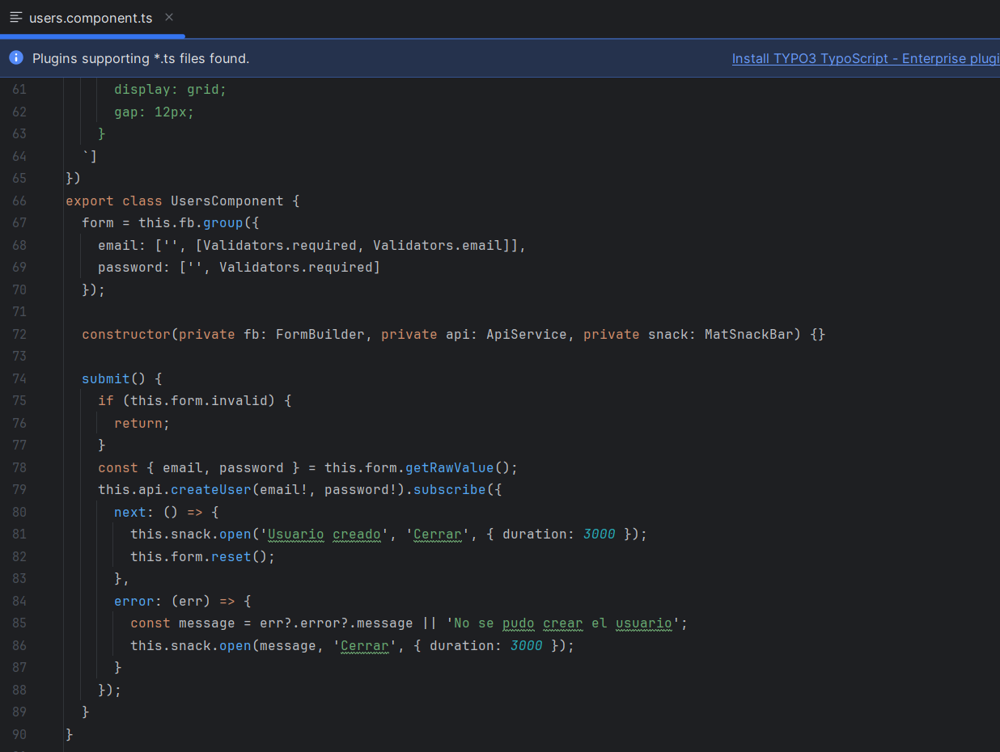 users.component.ts
Plugins supporting *.ts files found.
Install TYPO3 TypoScript - Enterprise plugi
61 display: grid;
62 gap: 12px;
63 }
64 `]
65 })
66 export class UsersComponent {
67 form = this.fb.group({
68 email: ['', [Validators.required, Validators.email]],
69 password: ['', Validators.required]
70 });
71
72 constructor(private fb: FormBuilder, private api: ApiService, private snack: MatSnackBar) {}
73
74 submit() {
75 if (this.form.invalid) {
76 return;
77 }
78 const { email, password } = this.form.getRawValue();
79 this.api.createUser(email!, password!).subscribe({
80 next: () => {
81 this.snack.open('Usuario creado', 'Cerrar', { duration: 3000 });
82 this.form.reset();
83 },
84 error: (err) => {
85 const message = err?.error?.message || 'No se pudo crear el usuario';
86 this.snack.open(message, 'Cerrar', { duration: 3000 });
87 }
88 });
89 }
90 }